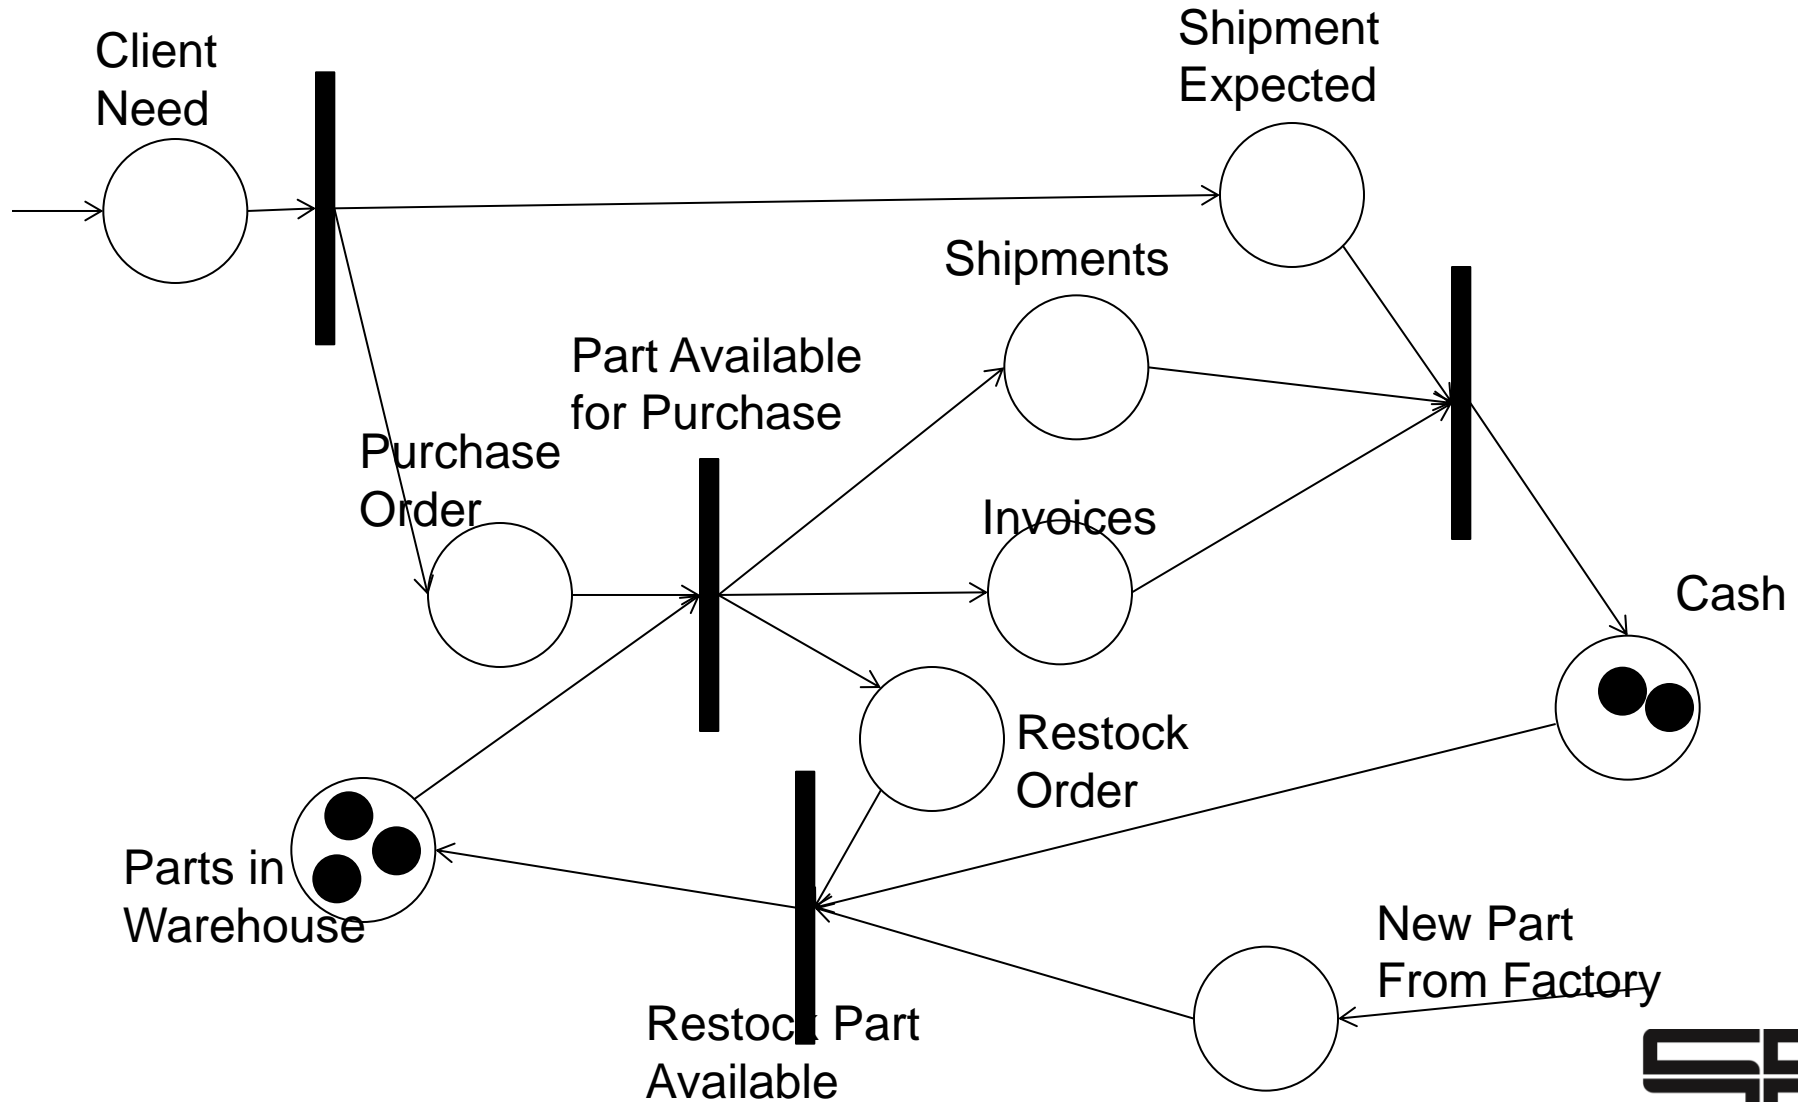 Client
Need
Shipment
Expected
Shipments
Part Available
for Purchase
Purchase
Order
Invoices
Cash
Restock
Order
Parts in
Warehouse
New Part
From Factory
Restock Part
Available